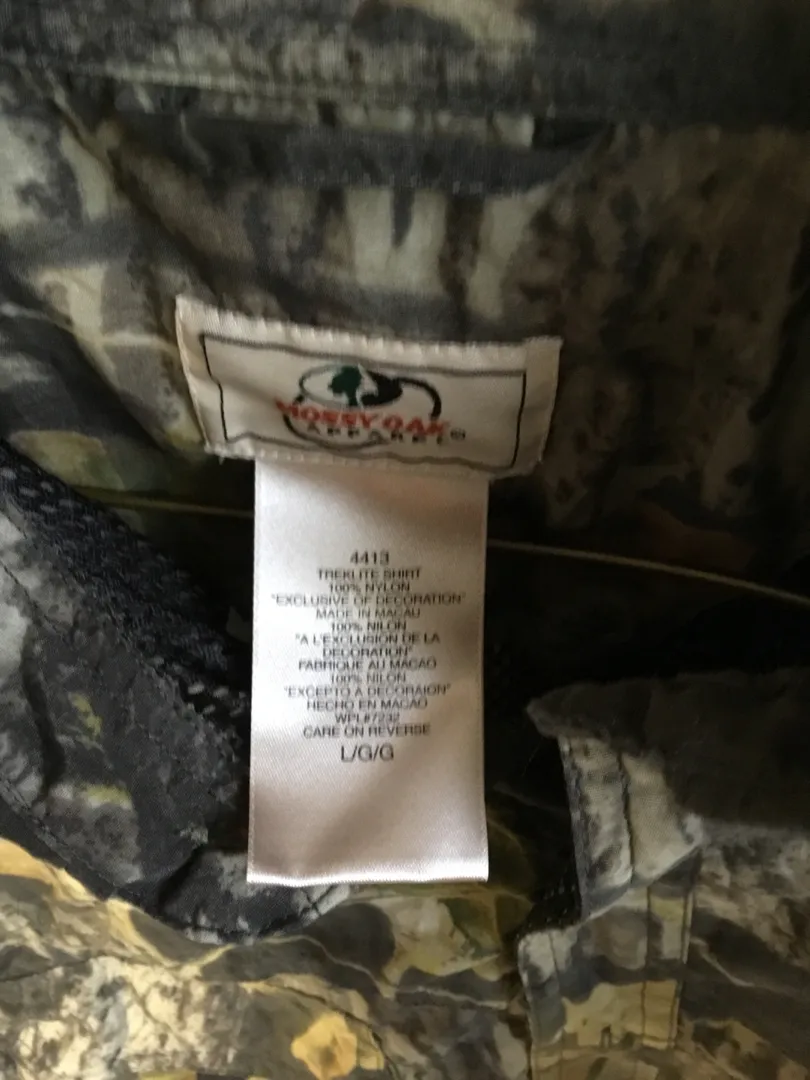 MOSSY OAK
APPAREL®
4413
TREKLITE SHIRT
100% NYLON
"EXCLUSIVE OF DECORATION"
MADE IN MACAU
100% NILON
"A L'EXCLUSION DE LA
DECORATION"
FABRIQUE AU MACAO
100% NILON
"EXCEPTO A DECORAION"
HECHO EN MACAO
WPL#7232
CARE ON REVERSE
L/G/G